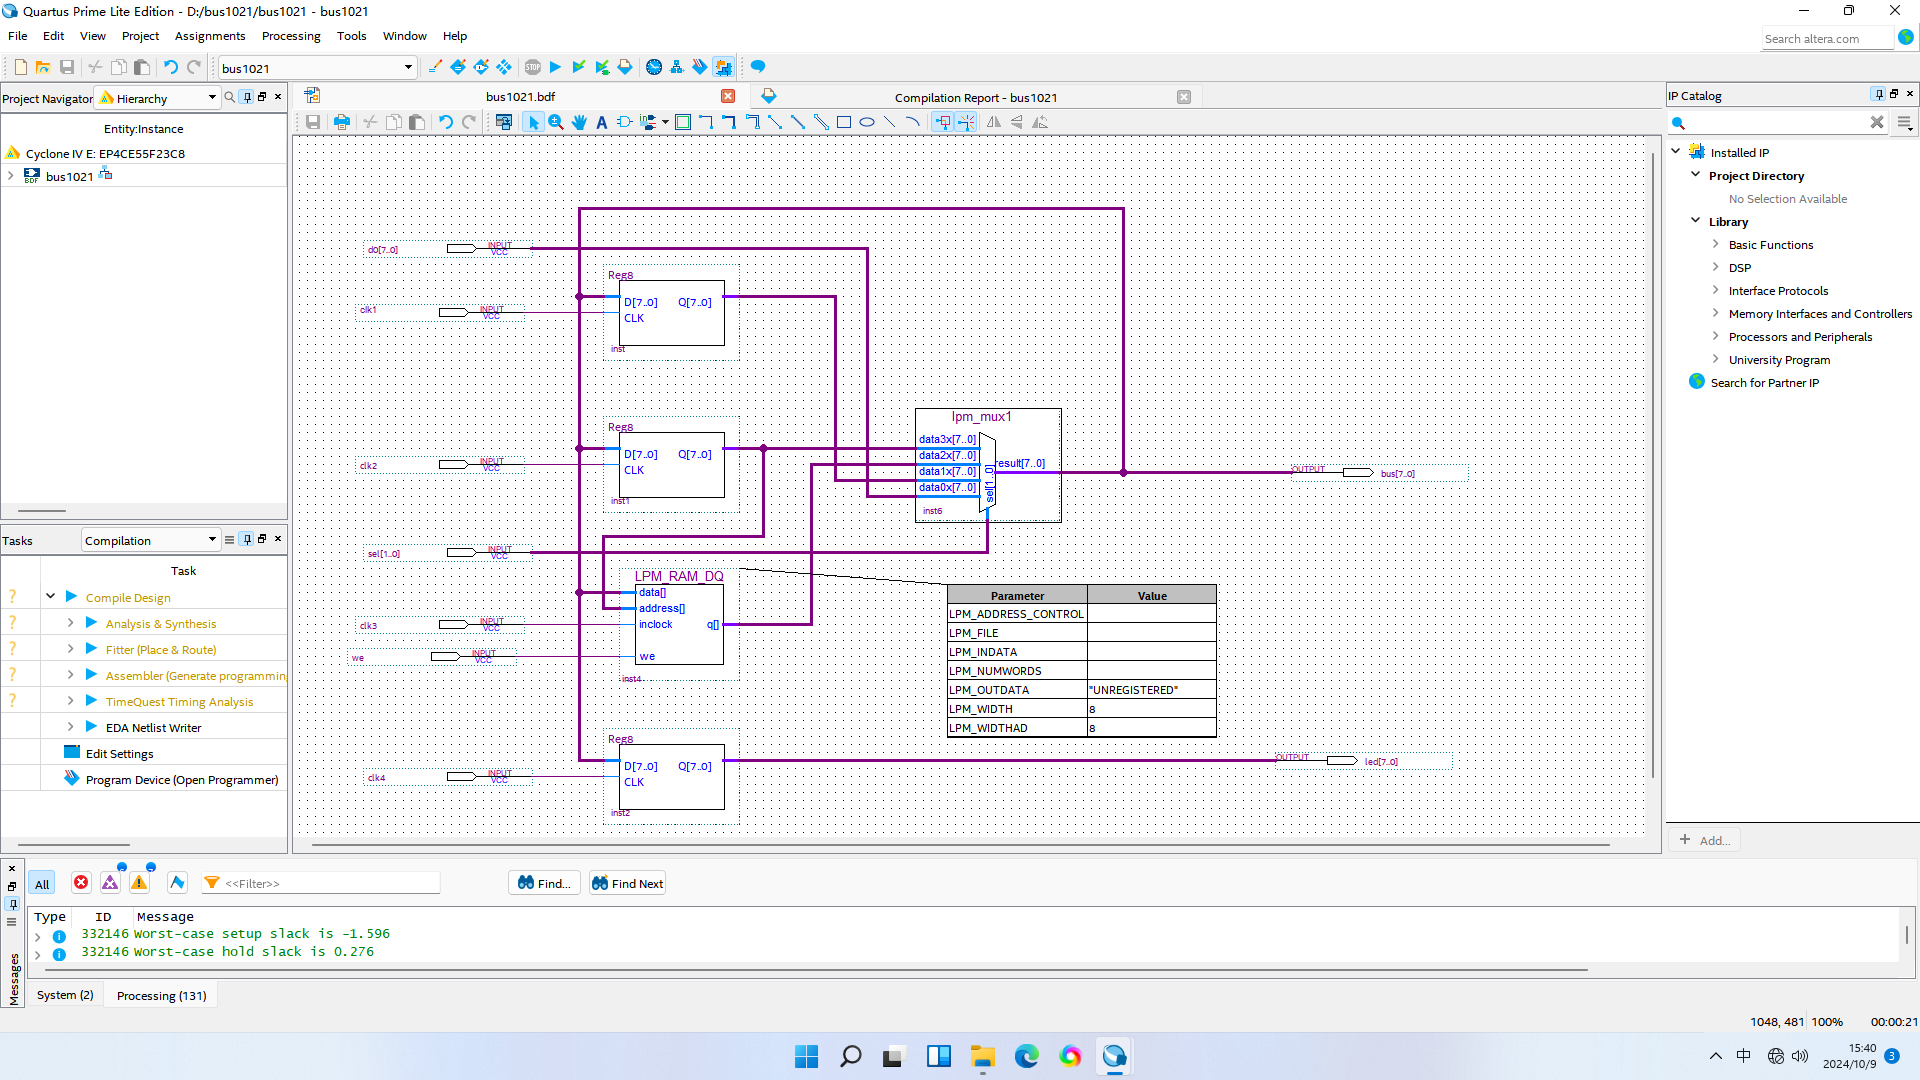 Quartus Prime Lite Edition - D:/bus1021/bus1021 - bus1021
File Edit View Project Assignments Processing Tools Window Help
Search altera.com
bus1021
Project Navigator Hierarchy
Entity:Instance
Cyclone IV E: EP4CE55F23C8
bus1021
Tasks Compilation
Task
Compile Design
Analysis & Synthesis
Fitter (Place & Route)
Assembler (Generate programming
TimeQuest Timing Analysis
EDA Netlist Writer
Edit Settings
Program Device (Open Programmer)
bus1021.bdf
Compilation Report - bus1021
d0[7..0] INPUT VCC
Reg8
D[7..0] Q[7..0]
CLK
inst
clk1 INPUT VCC
Reg8
D[7..0] Q[7..0]
CLK
inst1
clk2 INPUT VCC
lpm_mux1
data3x[7..0]
data2x[7..0]
data1x[7..0]
data0x[7..0]
sel[1..0]
result[7..0]
inst6
OUTPUT bus[7..0]
sel[1..0] INPUT VCC
LPM_RAM_DQ
data[]
address[]
inclock q[]
we
inst4
clk3 INPUT VCC
we INPUT VCC
Parameter Value
LPM_ADDRESS_CONTROL
LPM_FILE
LPM_INDATA
LPM_NUMWORDS
LPM_OUTDATA "UNREGISTERED"
LPM_WIDTH 8
LPM_WIDTHAD 8
Reg8
D[7..0] Q[7..0]
CLK
inst2
clk4 INPUT VCC
OUTPUT led[7..0]
IP Catalog
Installed IP
Project Directory
No Selection Available
Library
Basic Functions
DSP
Interface Protocols
Memory Interfaces and Controllers
Processors and Peripherals
University Program
Search for Partner IP
Add...
All <<Filter>> Find... Find Next
Type ID Message
332146 Worst-case setup slack is -1.596
332146 Worst-case hold slack is 0.276
Messages
System (2) Processing (131)
1048, 481 100% 00:00:21
中
15:40
2024/10/9
3